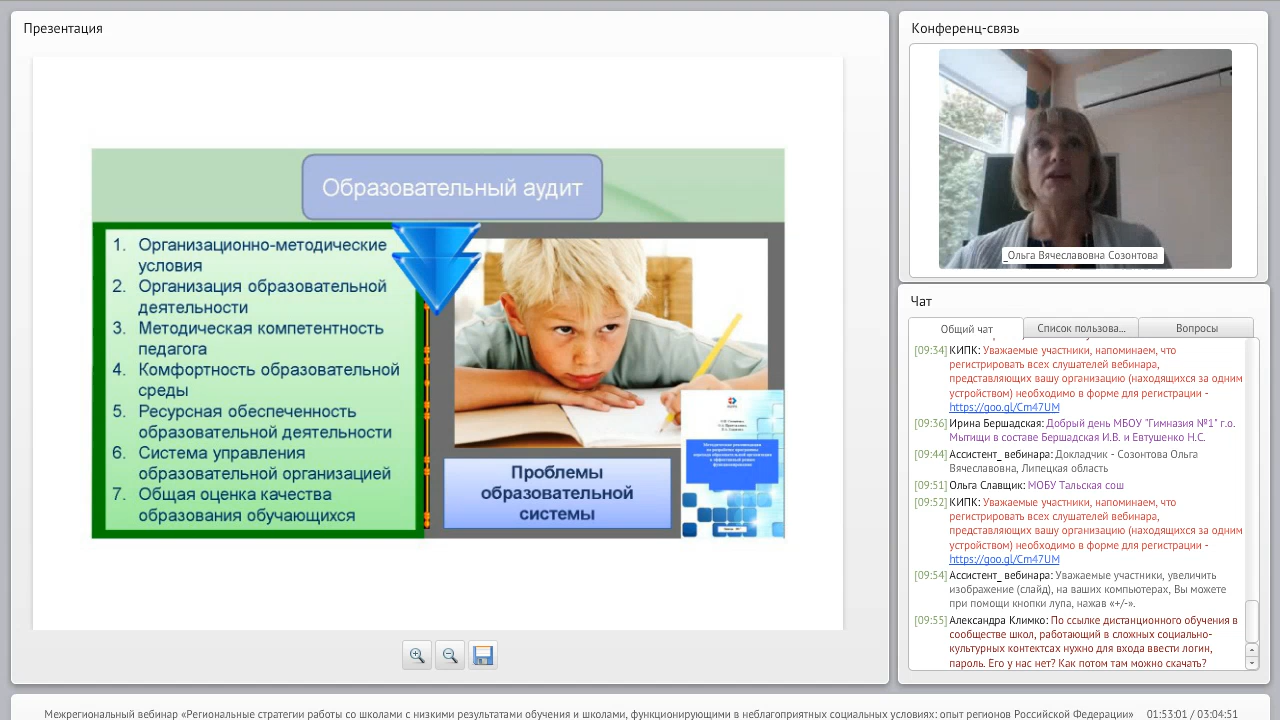 Презентация
Образовательный аудит
1. Организационно-методические
условия
2. Организация образовательной
деятельности
3. Методическая компетентность
педагога
4. Комфортность образовательной
среды
5. Ресурсная обеспеченность
образовательной деятельности
6. Система управления
образовательной организацией
7. Общая оценка качества
образования обучающихся
Проблемы
образовательной
системы
Конференц-связь
_Ольга Вячеславовна Созонтова
Чат
Общий чат
Список пользова...
Вопросы
[09:34] КИПК: Уважаемые участники, напоминаем, что
регистрировать всех слушателей вебинара,
представляющих вашу организацию (находящихся за одним
устройством) необходимо в форме для регистрации -
https://goo.gl/Cm47UM
[09:36] Ирина Бершадская: Добрый день МБОУ "Гимназия №1" г.о.
Мытищи в составе Бершадская И.В. и Евтушенко С.
[09:44] Ассистент_вебинара: Докладчик - Созонтова Ольга
Вячеславовна, Липецкая область
[09:51] Ольга Славщик: МОБУ Тальская сош
[09:52] КИПК: Уважаемые участники, напоминаем, что
регистрировать всех слушателей вебинара,
представляющих вашу организацию (находящихся за одним
устройством) необходимо в форме для регистрации -
https://goo.gl/Cm47UM
[09:54] Ассистент_ вебинара: Уважаемые участники, увеличить
изображение (слайд), на ваших компьютерах, Вы можете
при помощи кнопки лупа, нажав «+/-».
[09:55] Александра Климко: По ссылке дистанционного обучения в
сообществе школ, работающий в сложных социально-
культурных контекстах нужно для входа ввести логин,
пароль. Его у нас нет? Как потом там можно скачать?
Межрегиональный вебинар «Региональные стратегии работы со школами с низкими результатами обучения и школами, функционирующими в неблагоприятных социальных условиях: опыт регионов Российской Федерации»
01:53:01 / 03:04:51